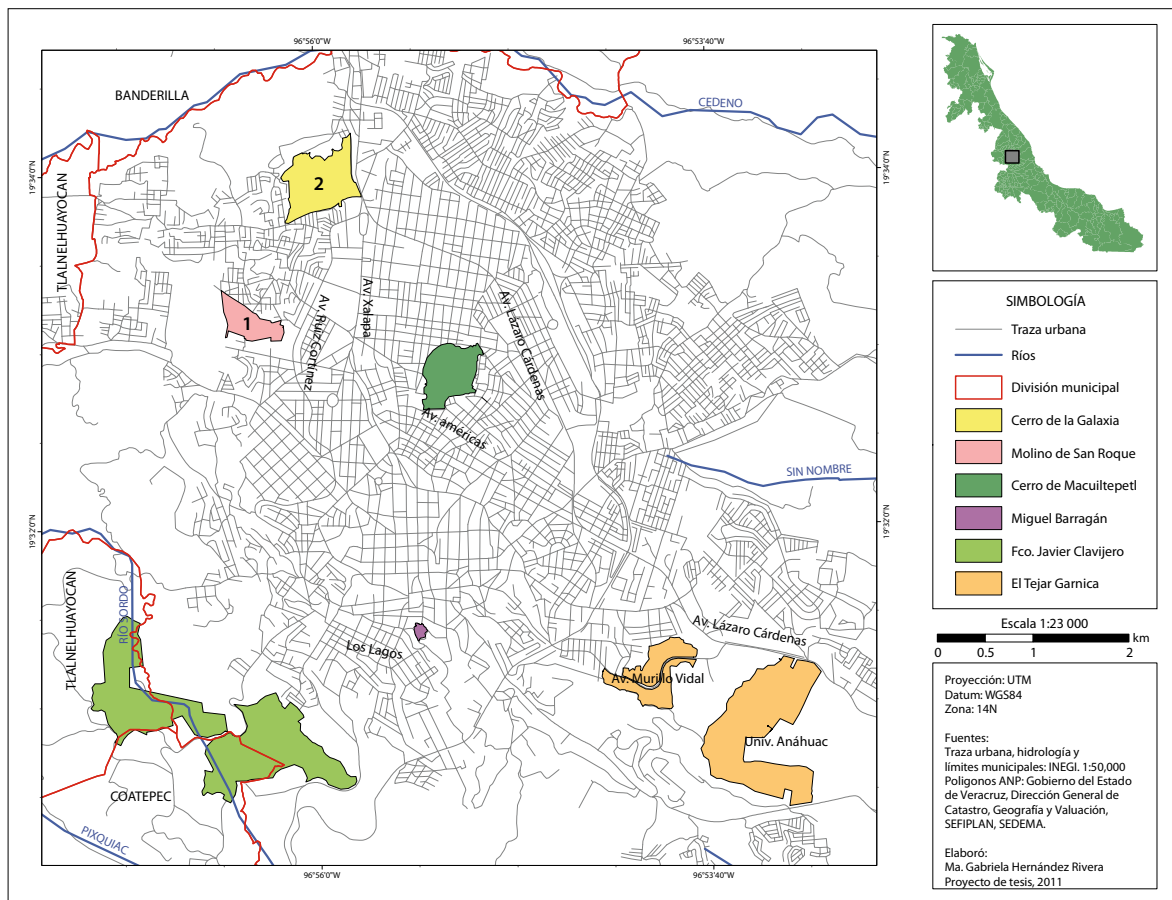 96°56'0"W
96°53'40"W
BANDERILLA
CEDENO
19°34'0"N
19°34'0"N
2
TLALNELHUAYOCAN
1
Av. Ruiz Cortinez
Av. Xalapa
Av. Lázaro Cárdenas
Av. américas
SIN NOMBRE
19°32'0"N
19°32'0"N
TLALNELHUAYOCAN
RÍO SORDO
Los Lagos
Av. Lázaro Cárdenas
Av. Murillo Vidal
Univ. Anáhuac
COATEPEC
PIXQUIAC
96°56'0"W
96°53'40"W
SIMBOLOGÍA
Traza urbana
Ríos
División municipal
Cerro de la Galaxia
Molino de San Roque
Cerro de Macuiltepetl
Miguel Barragán
Fco. Javier Clavijero
El Tejar Garnica
Escala 1:23 000
0 0.5 1 2 km
Proyección: UTM
Datum: WGS84
Zona: 14N
Fuentes:
Traza urbana, hidrología y
límites municipales: INEGI. 1:50,000
Poligonos ANP: Gobierno del Estado
de Veracruz, Dirección General de
Catastro, Geografía y Valuación,
SEFIPLAN, SEDEMA.
Elaboró:
Ma. Gabriela Hernández Rivera
Proyecto de tesis, 2011